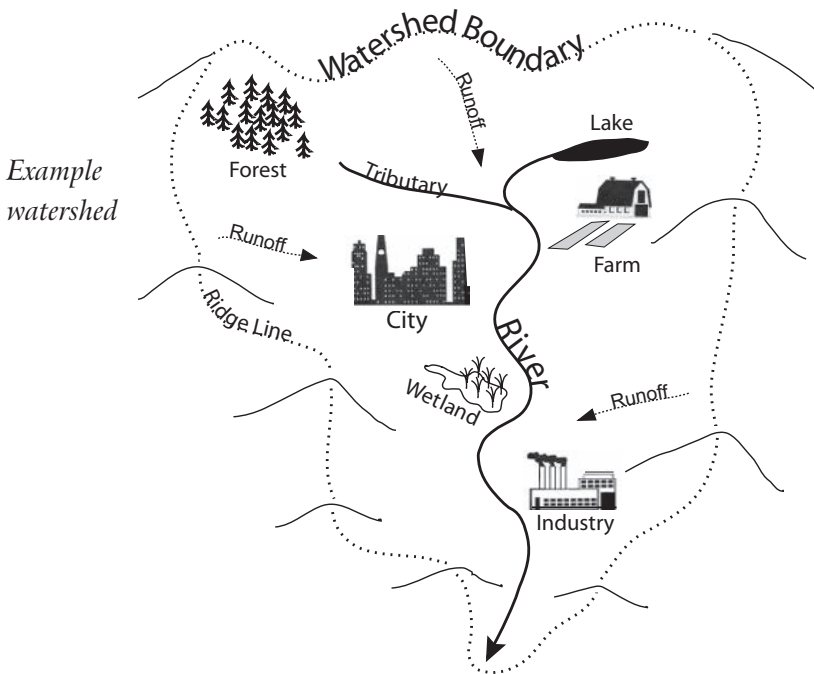 Watershed Boundary
Runoff
Lake
Example
watershed
Forest
Tributary
Runoff
Farm
City
Ridge Line
River
Wetland
Runoff
Industry